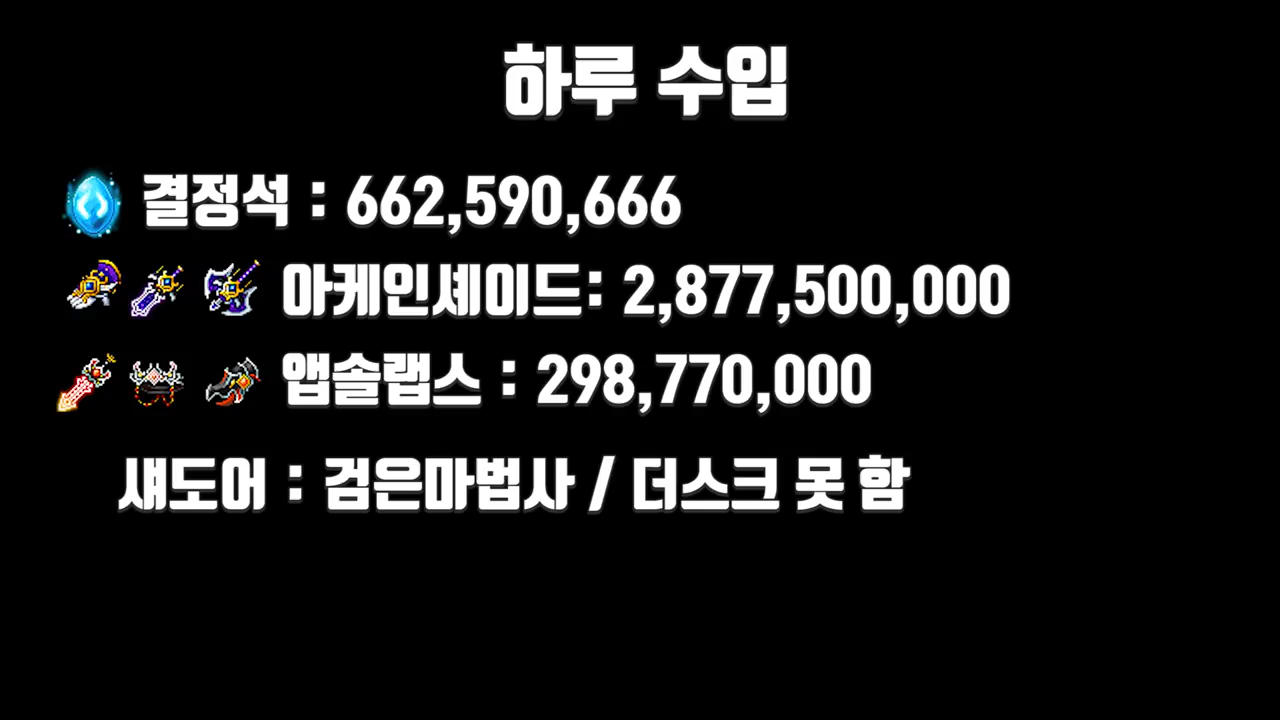 하루 수입
결정석 : 662,590,666
아케인셰이드: 2,877,500,000
앱솔랩스 : 298,770,000
섀도어 : 검은마법사 / 더스크 못 함